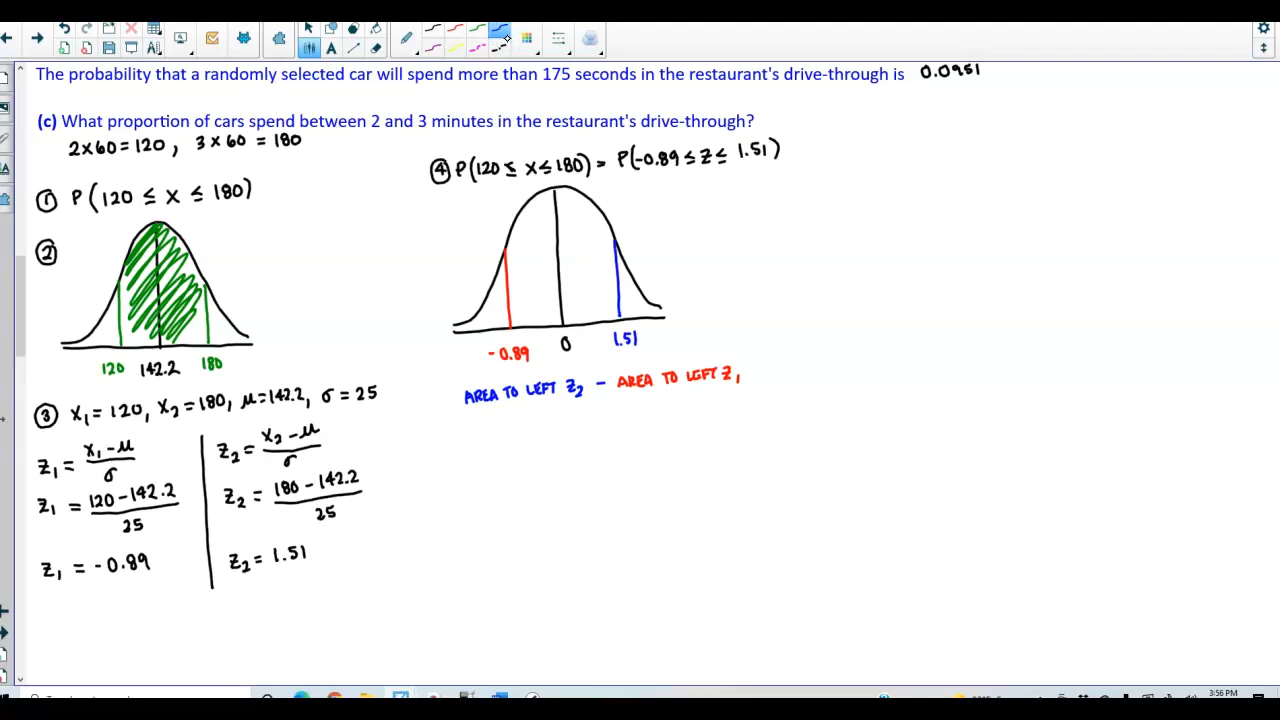 The probability that a randomly selected car will spend more than 175 seconds in the restaurant's drive-through is 0.0951
(c) What proportion of cars spend between 2 and 3 minutes in the restaurant's drive-through?
2×60=120, 3×60=180
① P(120 ≤ X ≤ 180)
②
120 142.2 180
③ X₁=120, X₂=180, μ=142.2, σ=25
Z₁ = X₁-μ / σ
Z₁ = 120-142.2 / 25
Z₁ = -0.89
Z₂ = X₂-μ / σ
Z₂ = 180-142.2 / 25
Z₂ = 1.51
④ P(120 ≤ X ≤ 180) = P(-0.89 ≤ Z ≤ 1.51)
-0.89 0 1.51
AREA TO LEFT Z₂ - AREA TO LEFT Z₁
3:56 PM